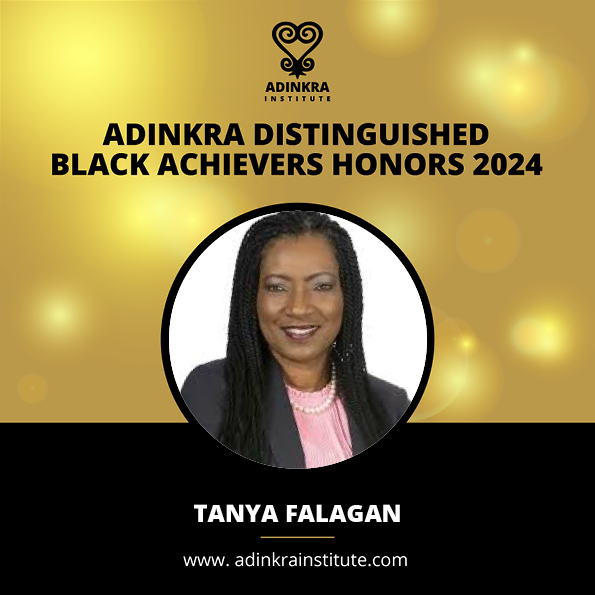 ADINKRA
INSTITUTE
ADINKRA DISTINGUISHED
BLACK ACHIEVERS HONORS 2024
TANYA FALAGAN
www. adinkrainstitute.com